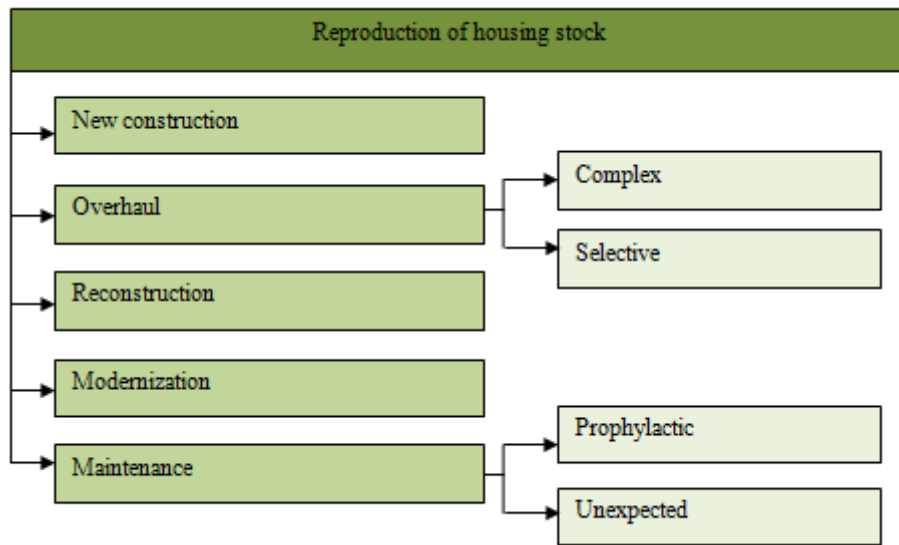 Reproduction of housing stock
New construction
Overhaul
Complex
Selective
Reconstruction
Modernization
Maintenance
Prophylactic
Unexpected